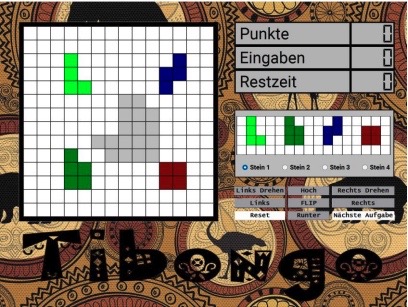 Punkte 0
Eingaben 0
Restzeit 0
Stein 1 Stein 2 Stein 3 Stein 4
Links Drehen Hoch Rechts Drehen
Links FLIP Rechts
Reset Runter Nächste Aufgabe
Tibongo